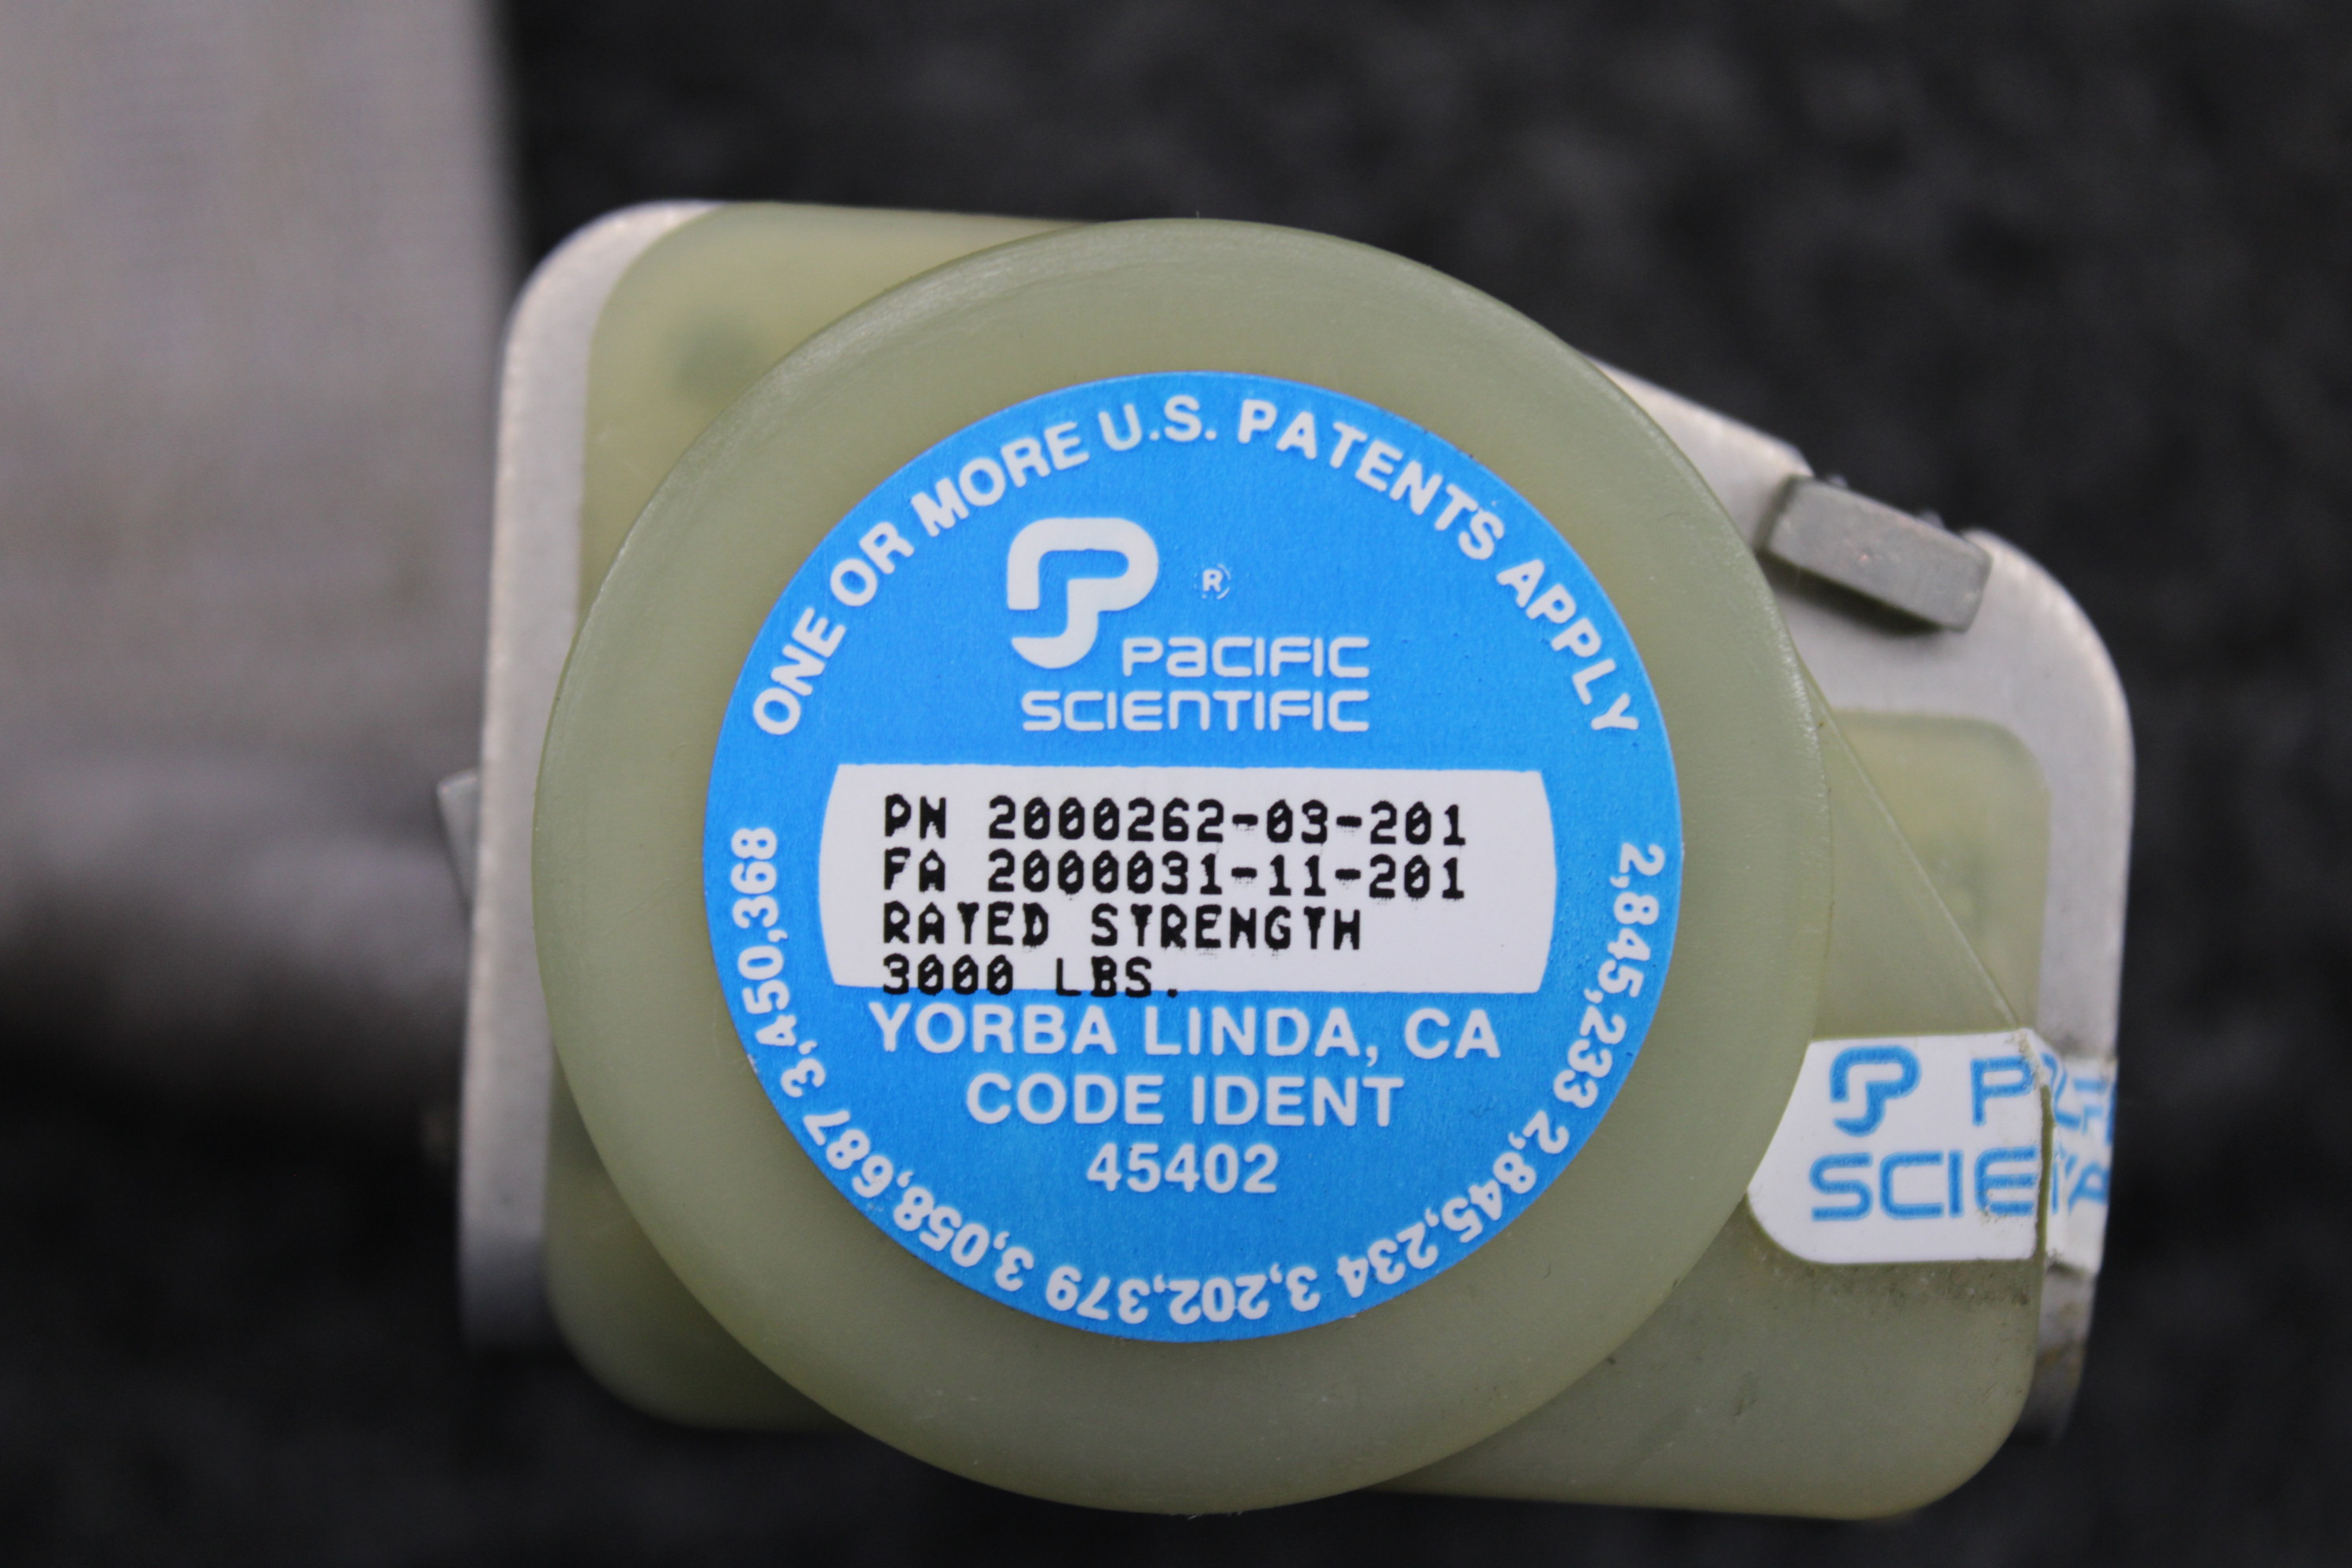 ONE OR MORE U.S. PATENTS APPLY
®
PACIFIC
SCIENTIFIC
PN 2000262-03-201
FA 2000031-11-201
RATED STRENGTH
3000 LBS.
YORBA LINDA, CA
CODE IDENT
45402
2,845,233 2,845,234 3,202,379 3,058,687 3,450,368
P
SCIE